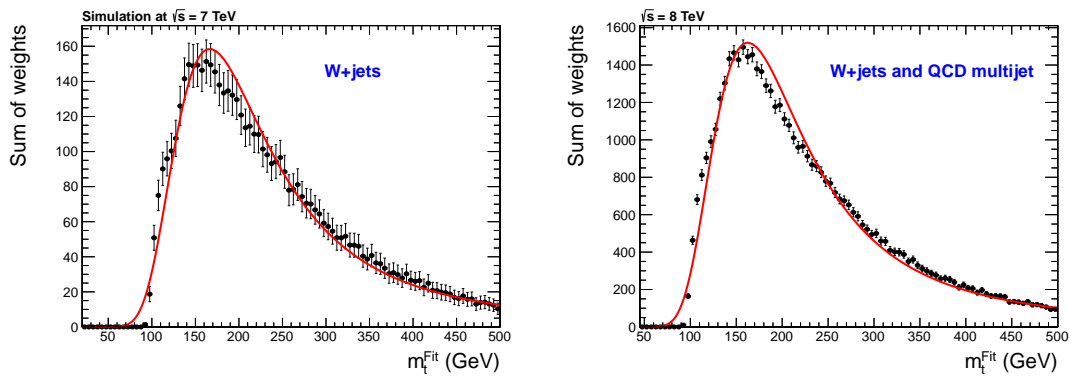 Simulation at √s = 7 TeV
Sum of weights
160
140
120
100
80
60
40
20
0
W+jets
50 100 150 200 250 300 350 400 450 500
m_t^Fit (GeV)
√s = 8 TeV
Sum of weights
1600
1400
1200
1000
800
600
400
200
0
W+jets and QCD multijet
50 100 150 200 250 300 350 400 450 500
m_t^Fit (GeV)